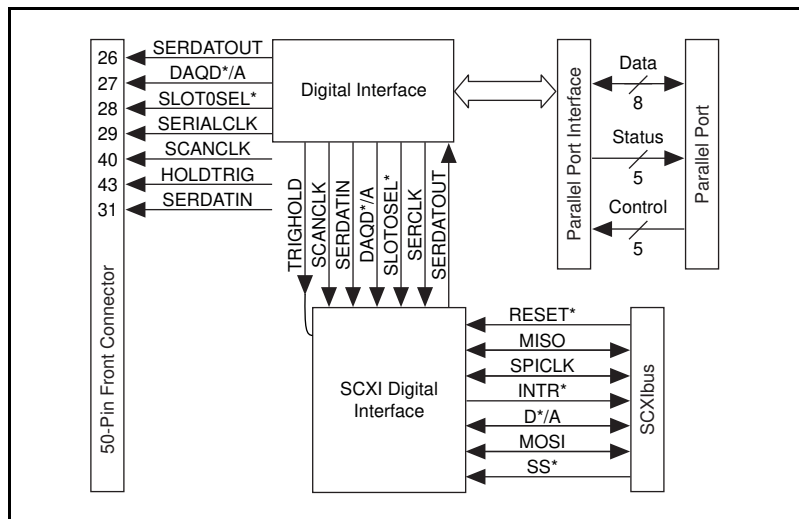 50-Pin Front Connector
26 SERDATOUT
27 DAQD*/A
28 SLOT0SEL*
29 SERIALCLK
40 SCANCLK
43 HOLDTRIG
31 SERDATIN
Digital Interface
TRIGHOLD
SCANCLK
SERDATIN
DAQD*/A
SLOTOSEL*
SERCLK
SERDATOUT
Parallel Port Interface
Data
8
Status
5
Control
5
Parallel Port
SCXI Digital
Interface
RESET*
MISO
SPICLK
INTR*
D*/A
MOSI
SS*
SCXIbus